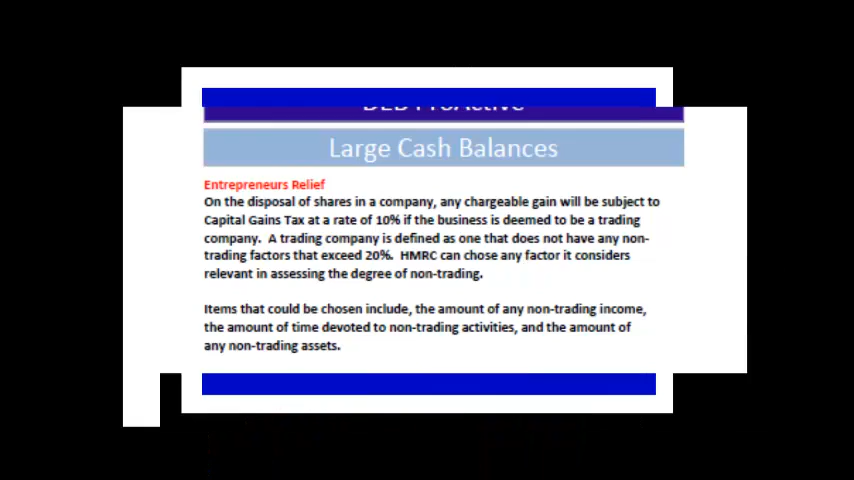 Large Cash Balances
Entrepreneurs Relief
On the disposal of shares in a company, any chargeable gain will be subject to
Capital Gains Tax at a rate of 10% if the business is deemed to be a trading
company. A trading company is defined as one that does not have any non-
trading factors that exceed 20%. HMRC can chose any factor it considers
relevant in assessing the degree of non-trading.
Items that could be chosen include, the amount of any non-trading income,
the amount of time devoted to non-trading activities, and the amount of
any non-trading assets.